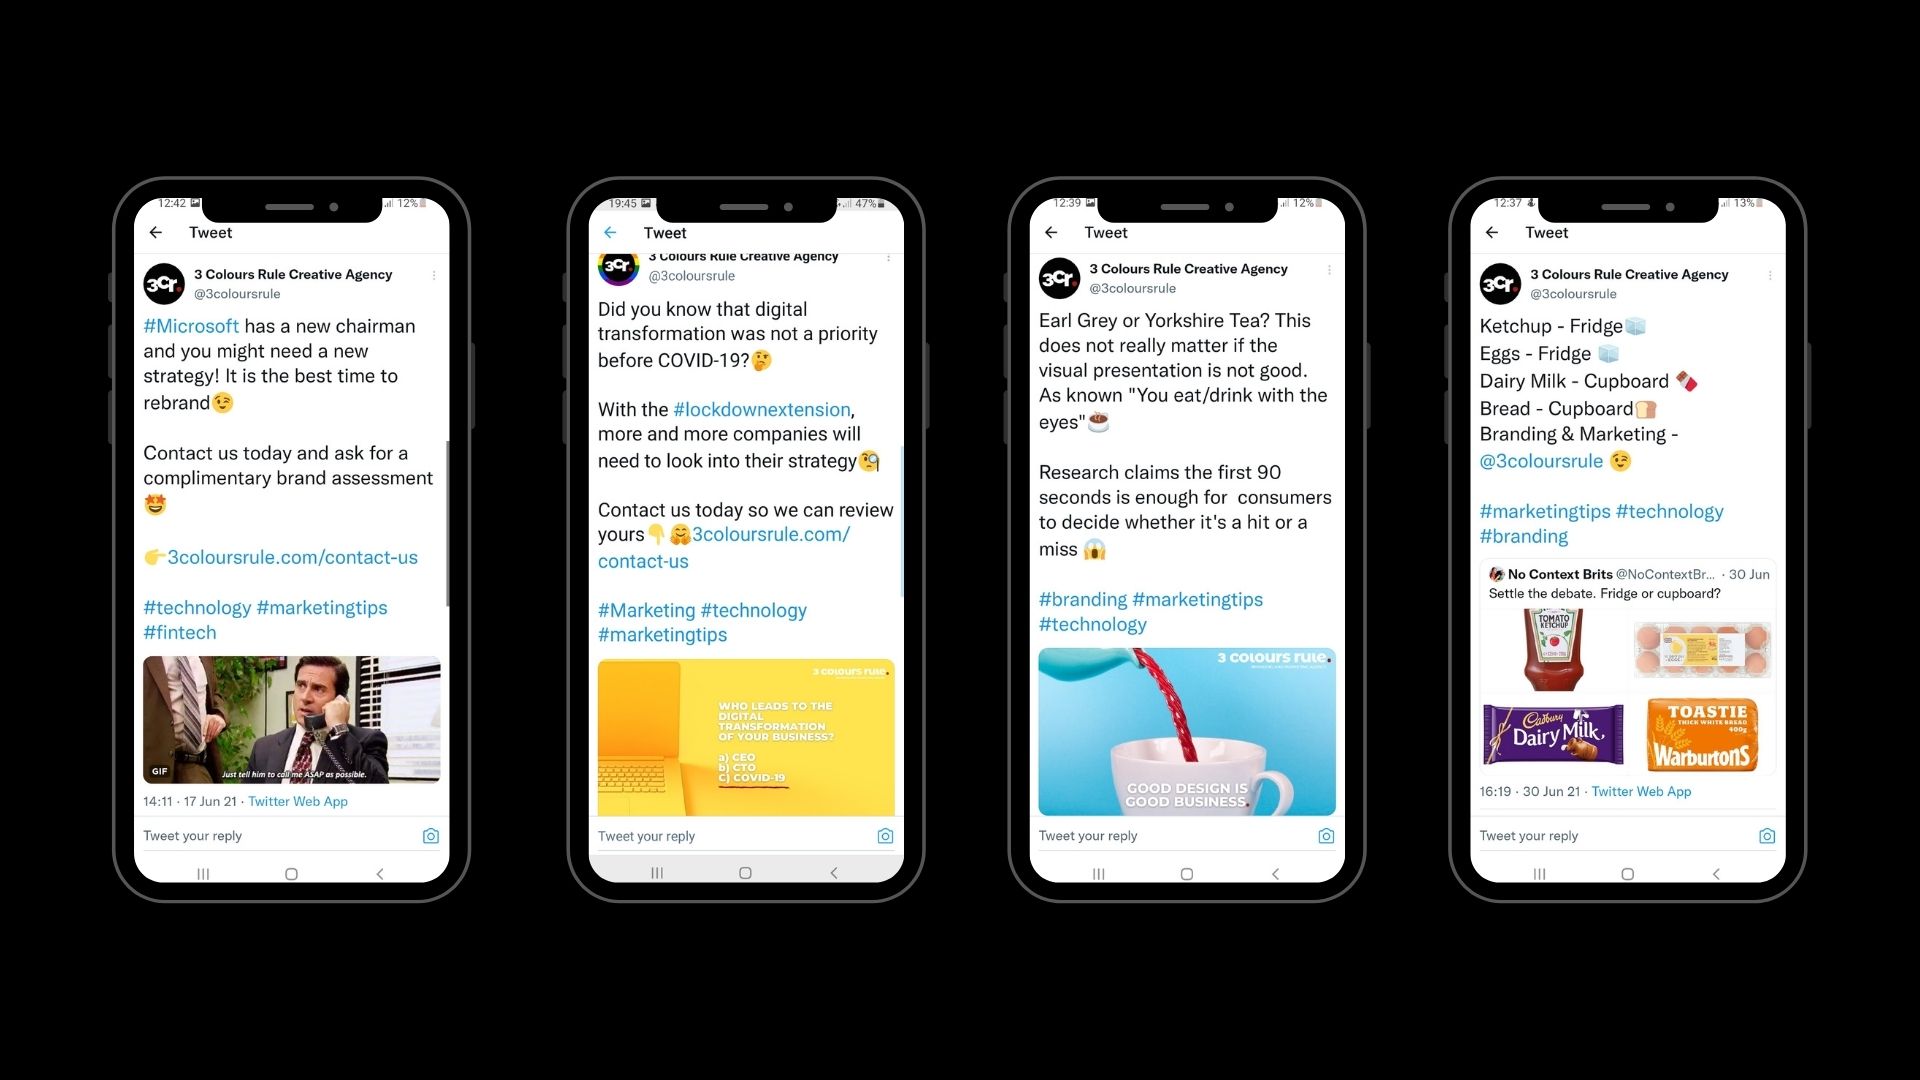 12:42
12%
Tweet
3Cr.
3 Colours Rule Creative Agency
@3coloursrule
#Microsoft has a new chairman
and you might need a new
strategy! It is the best time to
rebrand😉
Contact us today and ask for a
complimentary brand assessment
🤩
👉3coloursrule.com/contact-us
#technology #marketingtips
#fintech
GIF
Just tell him to call me ASAP as possible.
14:11 · 17 Jun 21 · Twitter Web App
Tweet your reply
19:45
47%
Tweet
3Cr.
3 Colours Rule Creative Agency
@3coloursrule
Did you know that digital
transformation was not a priority
before COVID-19?🤔
With the #lockdownextension,
more and more companies will
need to look into their strategy🧐
Contact us today so we can review
yours👇🤗3coloursrule.com/
contact-us
#Marketing #technology
#marketingtips
3 colours rule.
WHO LEADS TO THE
DIGITAL
TRANSFORMATION
OF YOUR BUSINESS?
a) CEO
b) CTO
C) COVID-19
Tweet your reply
12:39
12%
Tweet
3Cr.
3 Colours Rule Creative Agency
@3coloursrule
Earl Grey or Yorkshire Tea? This
does not really matter if the
visual presentation is not good.
As known "You eat/drink with the
eyes"☕
Research claims the first 90
seconds is enough for  consumers
to decide whether it's a hit or a
miss 😱
#branding #marketingtips
#technology
3 colours rule.
GOOD DESIGN IS
GOOD BUSINESS.
Tweet your reply
12:37
13%
Tweet
3Cr.
3 Colours Rule Creative Agency
@3coloursrule
Ketchup - Fridge🧊
Eggs - Fridge 🧊
Dairy Milk - Cupboard 🍫
Bread - Cupboard🍞
Branding & Marketing -
@3coloursrule 😉
#marketingtips #technology
#branding
No Context Brits @NoContextBr... · 30 Jun
Settle the debate. Fridge or cupboard?
TOMATO
KETCHUP
Cadbury
Dairy Milk
TOASTIE
THICK WHITE BREAD
400g
Warburtons
16:19 · 30 Jun 21 · Twitter Web App
Tweet your reply